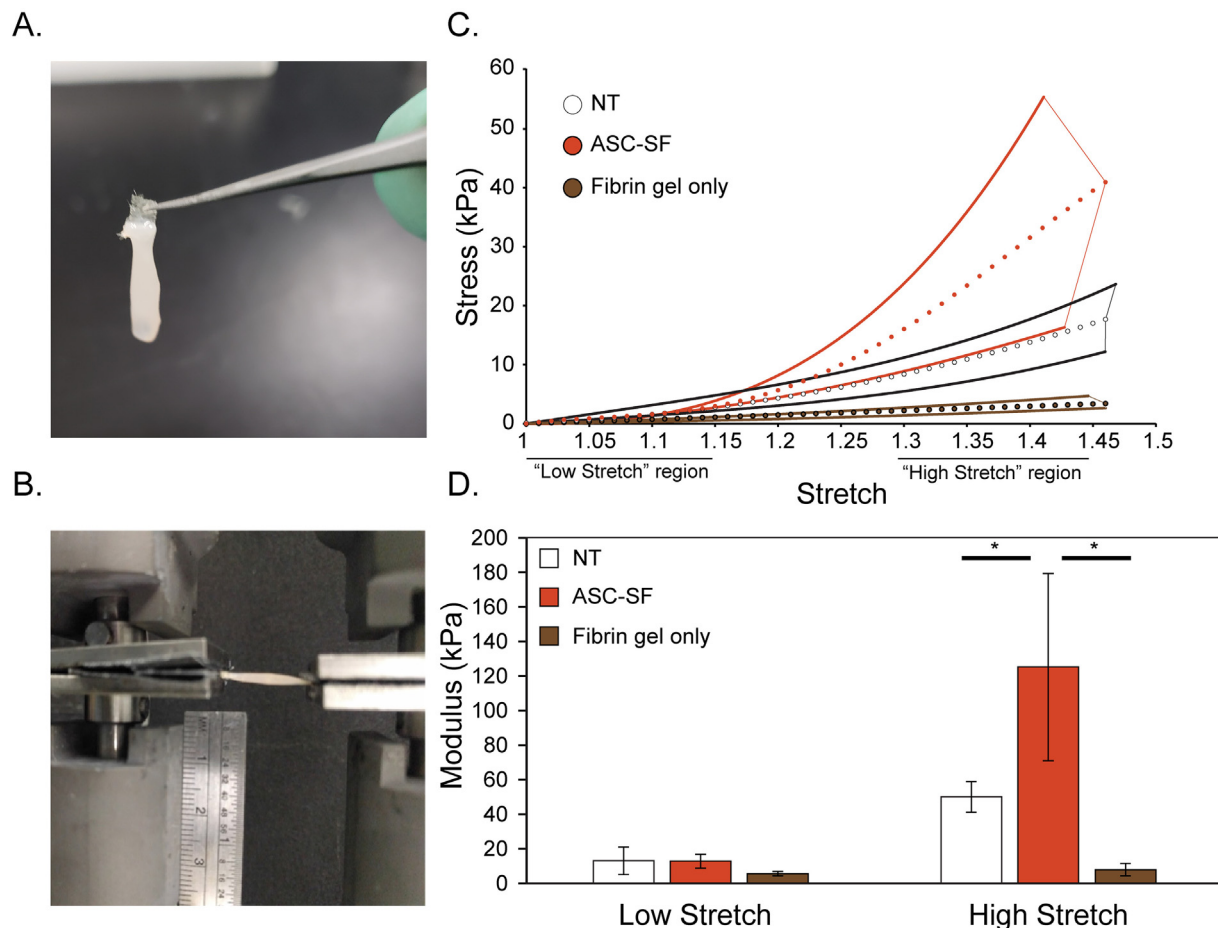 A.
C.
60
50
40
30
20
10
0
Stress (kPa)
NT
ASC-SF
Fibrin gel only
1 1.05 1.1 1.15 1.2 1.25 1.3 1.35 1.4 1.45 1.5
“Low Stretch” region “High Stretch” region
Stretch
B.
1
2
3
D.
200
180
160
140
120
100
80
60
40
20
0
Modulus (kPa)
NT
ASC-SF
Fibrin gel only
* *
Low Stretch High Stretch